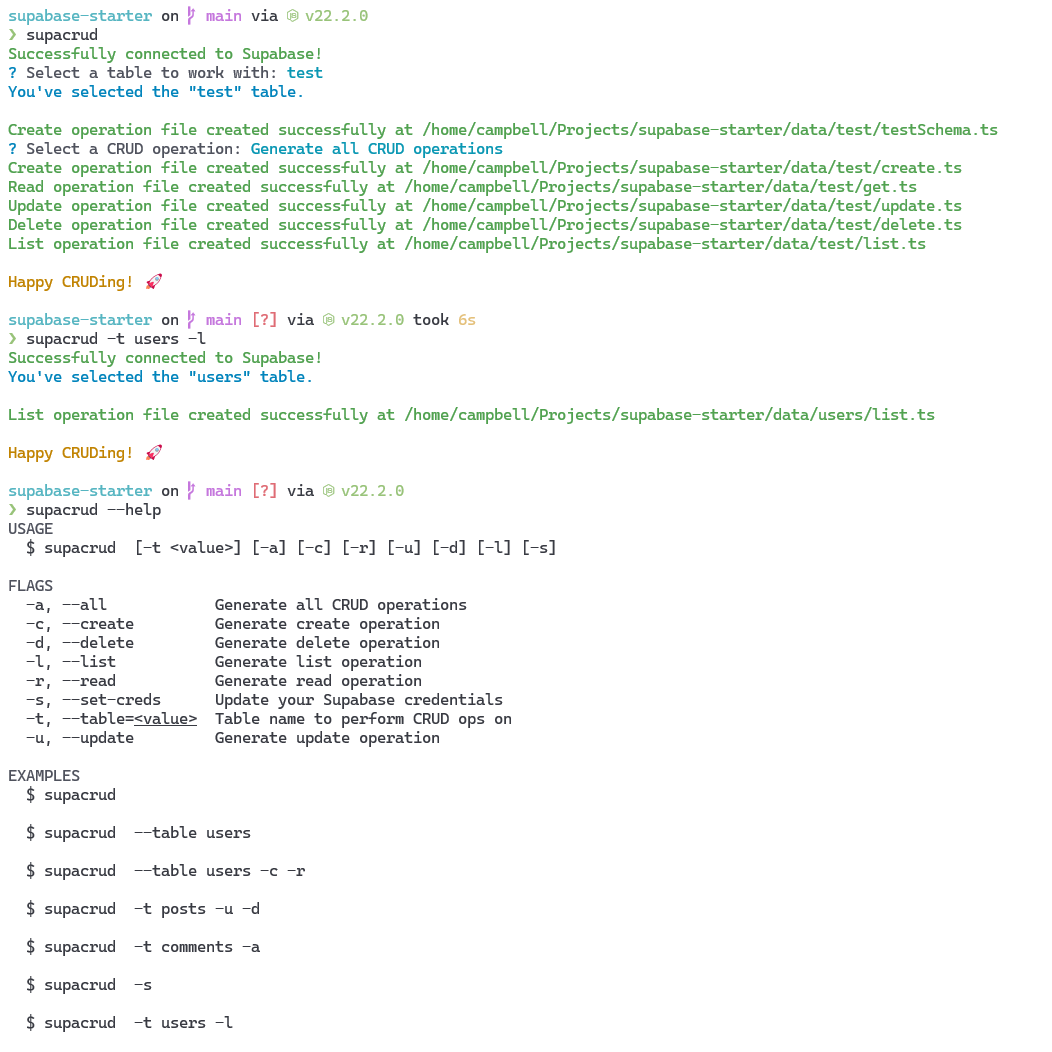 supabase-starter on main via v22.2.0
❯ supacrud
Successfully connected to Supabase!
? Select a table to work with: test
You've selected the "test" table.
Create operation file created successfully at /home/campbell/Projects/supabase-starter/data/test/testSchema.ts
? Select a CRUD operation: Generate all CRUD operations
Create operation file created successfully at /home/campbell/Projects/supabase-starter/data/test/create.ts
Read operation file created successfully at /home/campbell/Projects/supabase-starter/data/test/get.ts
Update operation file created successfully at /home/campbell/Projects/supabase-starter/data/test/update.ts
Delete operation file created successfully at /home/campbell/Projects/supabase-starter/data/test/delete.ts
List operation file created successfully at /home/campbell/Projects/supabase-starter/data/test/list.ts
Happy CRUDing! 🚀
supabase-starter on main [?] via v22.2.0 took 6s
❯ supacrud -t users -l
Successfully connected to Supabase!
You've selected the "users" table.
List operation file created successfully at /home/campbell/Projects/supabase-starter/data/users/list.ts
Happy CRUDing! 🚀
supabase-starter on main [?] via v22.2.0
❯ supacrud --help
USAGE
$ supacrud [-t <value>] [-a] [-c] [-r] [-u] [-d] [-l] [-s]
FLAGS
-a, --all Generate all CRUD operations
-c, --create Generate create operation
-d, --delete Generate delete operation
-l, --list Generate list operation
-r, --read Generate read operation
-s, --set-creds Update your Supabase credentials
-t, --table=<value> Table name to perform CRUD ops on
-u, --update Generate update operation
EXAMPLES
$ supacrud
$ supacrud --table users
$ supacrud --table users -c -r
$ supacrud -t posts -u -d
$ supacrud -t comments -a
$ supacrud -s
$ supacrud -t users -l